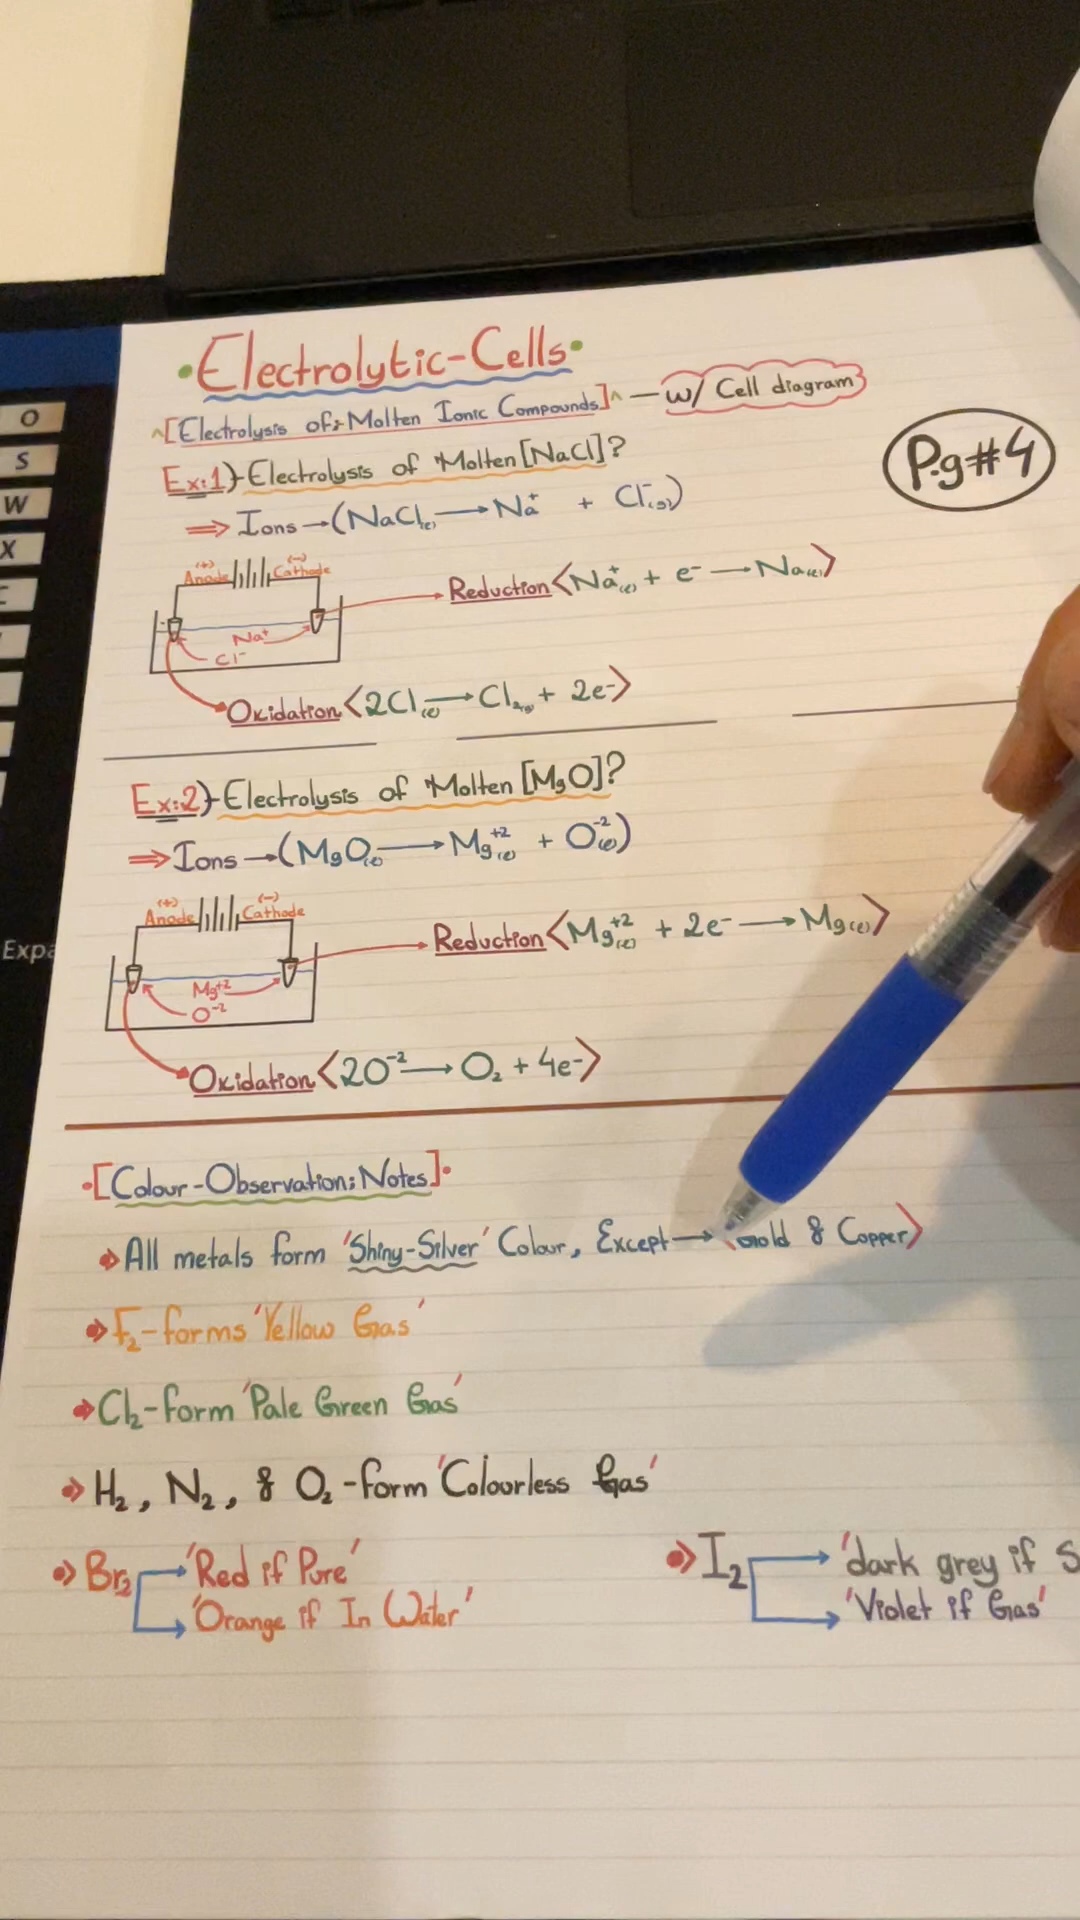 •Electrolytic-Cells•
^[Electrolysis of:- Molten Ionic Compounds]^ — w/ Cell diagram
P.g#4
Ex:1)-Electrolysis of Molten [NaCl]?
⇒ Ions→(NaCl(l) → Na+ + Cl-(g))
(+) (-)
Anode Cathode
Reduction<Na+(l) + e- → Na(l)>
Na+
Cl-
Oxidation<2Cl-(l) → Cl2(g) + 2e->
Ex:2)-Electrolysis of Molten [MgO]?
⇒ Ions →(MgO(l) → Mg+2(l) + O-2(l))
(+) (-)
Anode Cathode
Reduction<Mg+2(l) + 2e- → Mg(l)>
Mg+2
O-2
Oxidation<2O-2 → O2 + 4e->
•[Colour-Observation:Notes]•
All metals form 'Shiny-Silver' Colour, Except → <Gold & Copper>
F2-forms 'Yellow Gas'
Cl2-form 'Pale Green Gas'
H2, N2, & O2-form 'Colourless Gas'
Br2 → 'Red if Pure'
→ 'Orange if In Water'
I2 → 'dark grey if S
→ 'Violet if Gas'
O
S
W
X
Expa